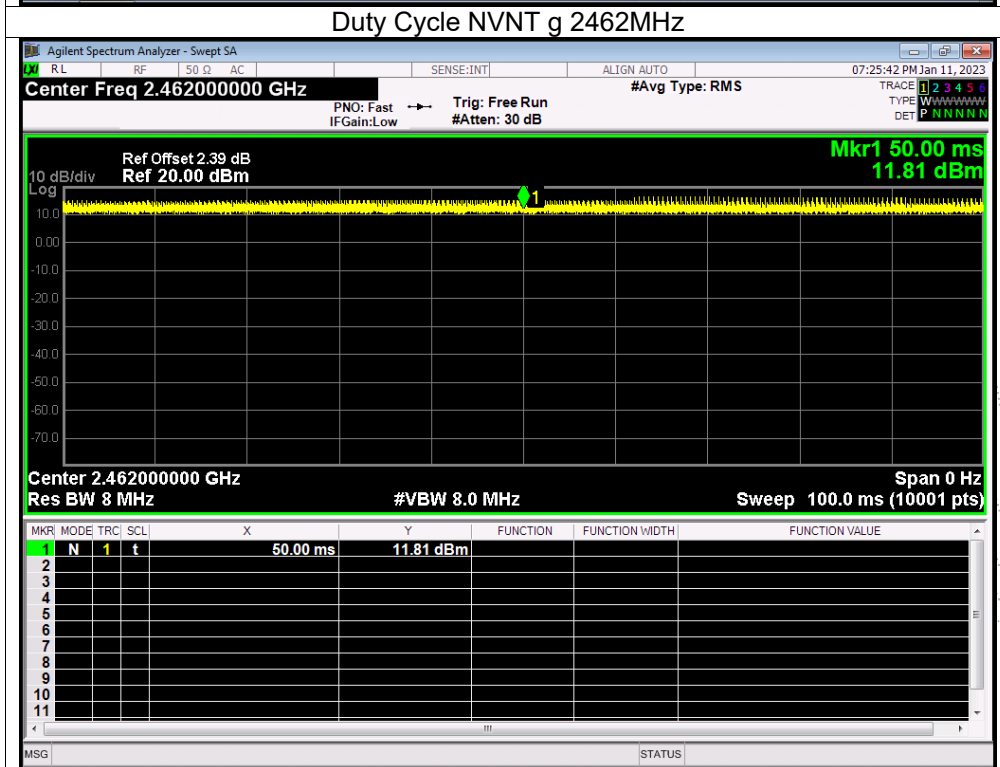 Duty Cycle NVNT g 2462MHz
Agilent Spectrum Analyzer - Swept SA
LXI RL RF 50 Ω AC SENSE:INT ALIGN AUTO 07:25:42 PM Jan 11, 2023
Center Freq 2.462000000 GHz #Avg Type: RMS TRACE 1 2 3 4 5 6
PNO: Fast Trig: Free Run TYPE WWWWWW
IFGain:Low #Atten: 30 dB DET P N N N N N
Mkr1 50.00 ms
Ref Offset 2.39 dB
10 dB/div Ref 20.00 dBm 11.81 dBm
Log
1
10.0
0.00
-10.0
-20.0
-30.0
-40.0
-50.0
-60.0
-70.0
Center 2.462000000 GHz Span 0 Hz
Res BW 8 MHz #VBW 8.0 MHz Sweep 100.0 ms (10001 pts)
MKR MODE TRC SCL X Y FUNCTION FUNCTION WIDTH FUNCTION VALUE
1 N 1 t 50.00 ms 11.81 dBm
2
3
4
5
6
7
8
9
10
11
MSG STATUS